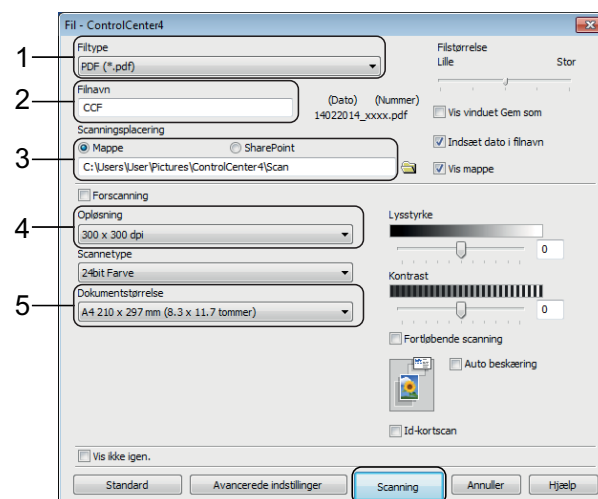 Fil - ControlCenter4
1
Filtype
PDF (*.pdf)
Filstørrelse
Lille Stor
2
Filnavn
CCF
(Dato) (Nummer)
14022014_xxxx.pdf
Vis vinduet Gem som
Indsæt dato i filnavn
Vis mappe
3
Scanningsplacering
Mappe SharePoint
C:\Users\User\Pictures\ControlCenter4\Scan
Forscanning
4
Opløsning
300 x 300 dpi
Scannetype
24bit Farve
5
Dokumentstørrelse
A4 210 x 297 mm (8.3 x 11.7 tommer)
Lysstyrke
0
Kontrast
0
Fortløbende scanning
Auto beskæring
Id-kortscan
Vis ikke igen.
Standard Avancerede indstillinger Scanning Annuller Hjælp